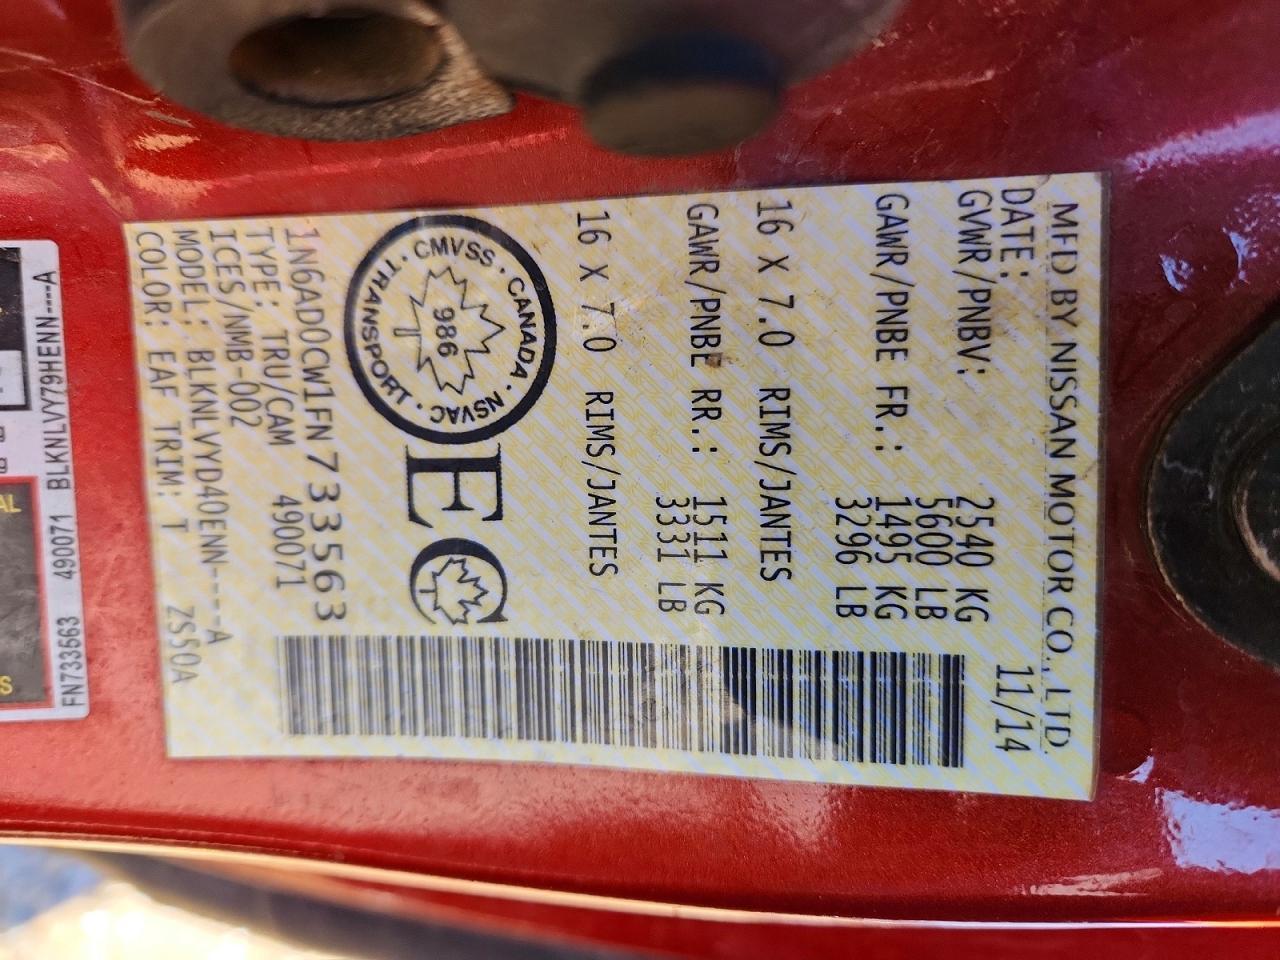 MFD BY NISSAN MOTOR CO., LTD.
DATE: 11/14
GVWR/PNBV: 2540 KG
5600 LB
GAWR/PNBE FR.: 1495 KG
3296 LB
16 X 7.0 RIMS/JANTES
GAWR/PNBE RR.: 1511 KG
3331 LB
16 X 7.0 RIMS/JANTES
CMVSS · CANADA · NSVAC · TRANSPORT ·
986
EC
T
1N6AD0CW1FN733563
TYPE: TRU/CAM 490071
ICES/NMB-002
MODEL: BLKNLVYD40ENN----A
COLOR: EAF TRIM: T ZSSOA
FN733563 490071 BLKNLVY79HENN---A
g
g
AL
S